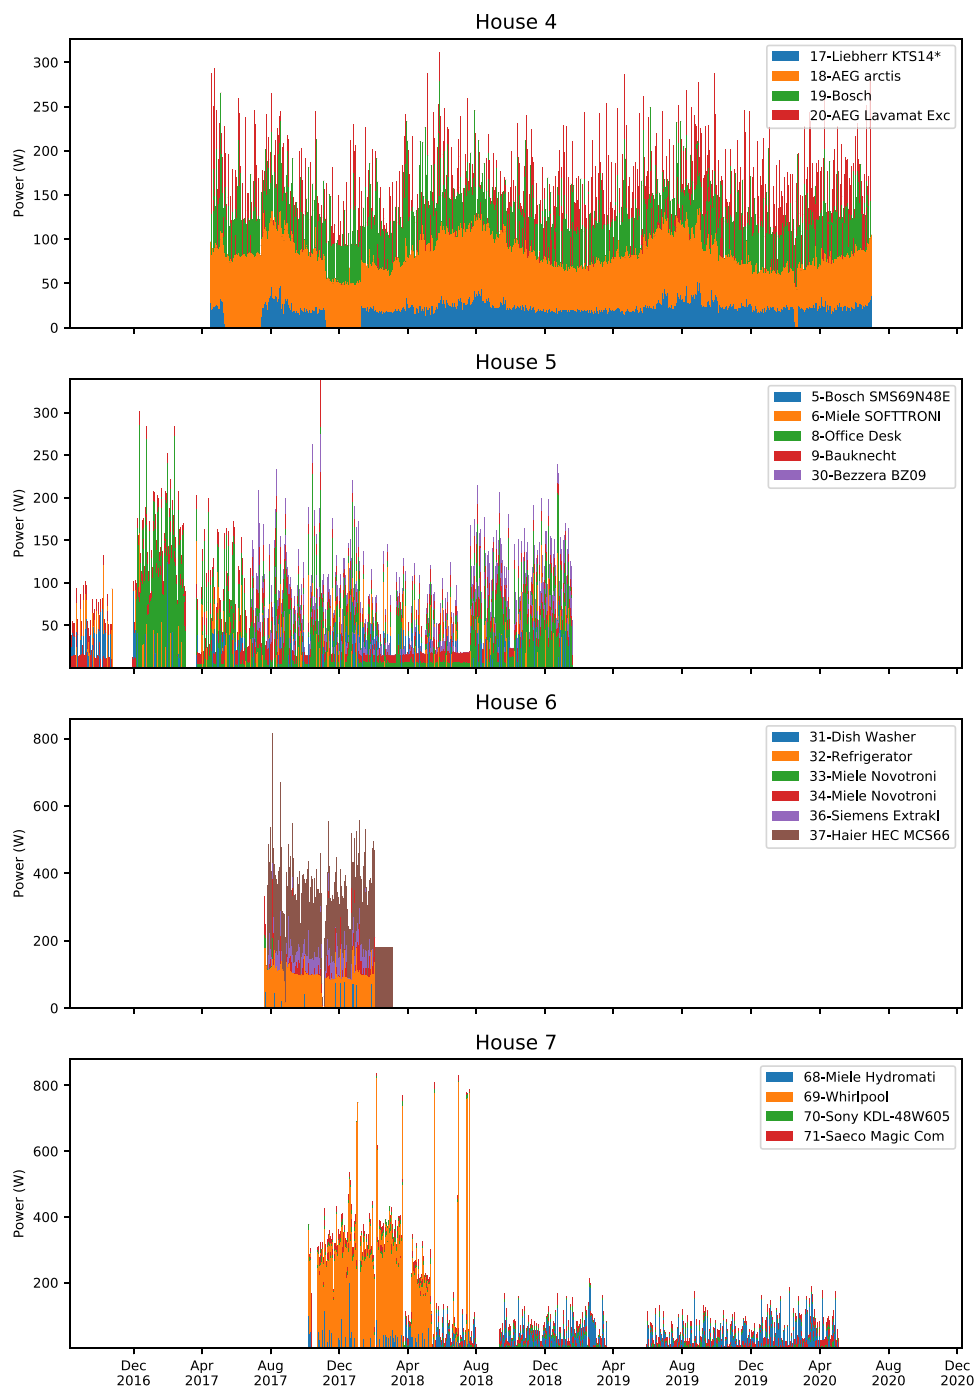 House 4
300
250
200
150
100
50
0
Power (W)
17-Liebherr KTS14*
18-AEG arctis
19-Bosch
20-AEG Lavamat Exc
House 5
300
250
200
150
100
50
Power (W)
5-Bosch SMS69N48E
6-Miele SOFTTRONI
8-Office Desk
9-Bauknecht
30-Bezzera BZ09
House 6
800
600
400
200
0
Power (W)
31-Dish Washer
32-Refrigerator
33-Miele Novotroni
34-Miele Novotroni
36-Siemens Extrakl
37-Haier HEC MCS66
House 7
800
600
400
200
Power (W)
68-Miele Hydromati
69-Whirlpool
70-Sony KDL-48W605
71-Saeco Magic Com
Dec 2016
Apr 2017
Aug 2017
Dec 2017
Apr 2018
Aug 2018
Dec 2018
Apr 2019
Aug 2019
Dec 2019
Apr 2020
Aug 2020
Dec 2020